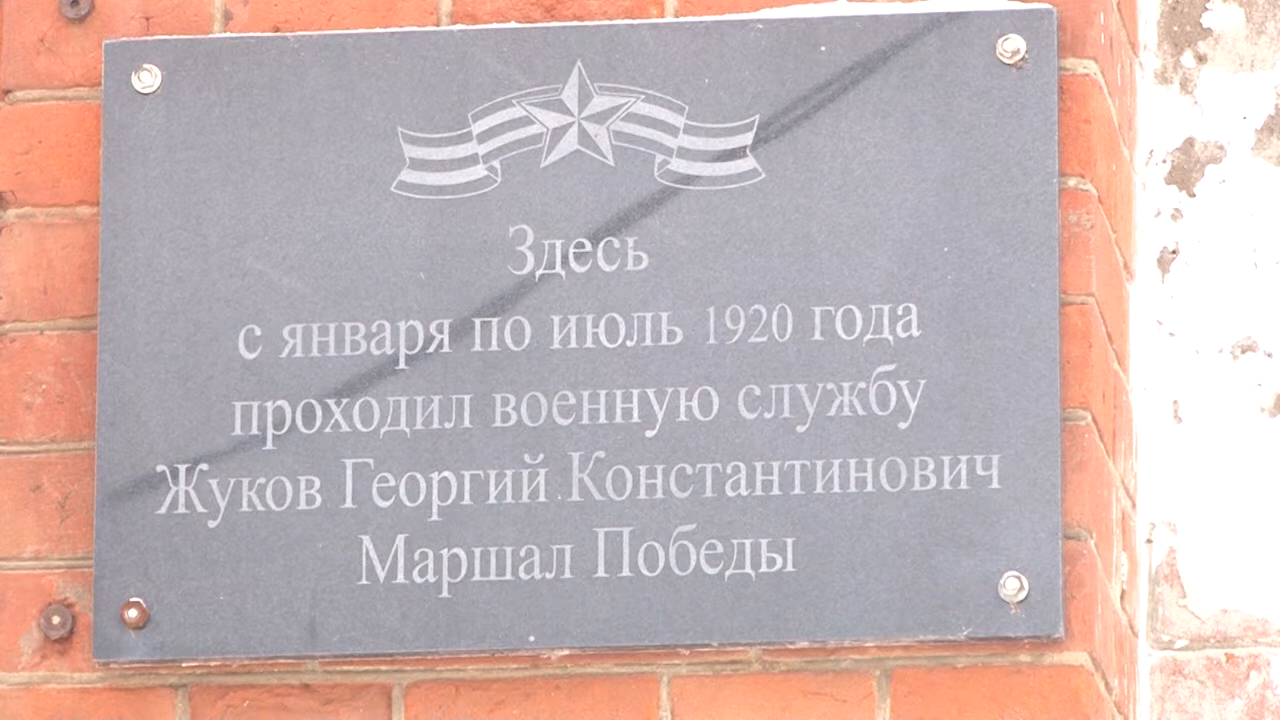 Здесь
с января по июль 1920 года
проходил военную службу
Жуков Георгий Константинович
Маршал Победы